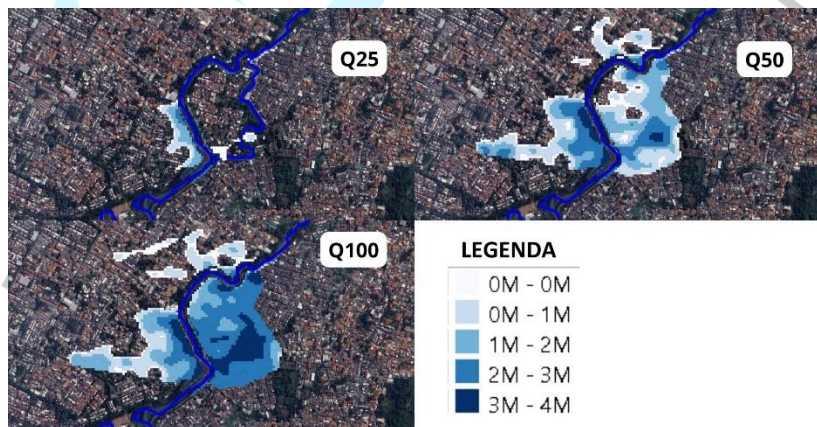 Q25
Q50
Q100
LEGENDA
0M - 0M
0M - 1M
1M - 2M
2M - 3M
3M - 4M